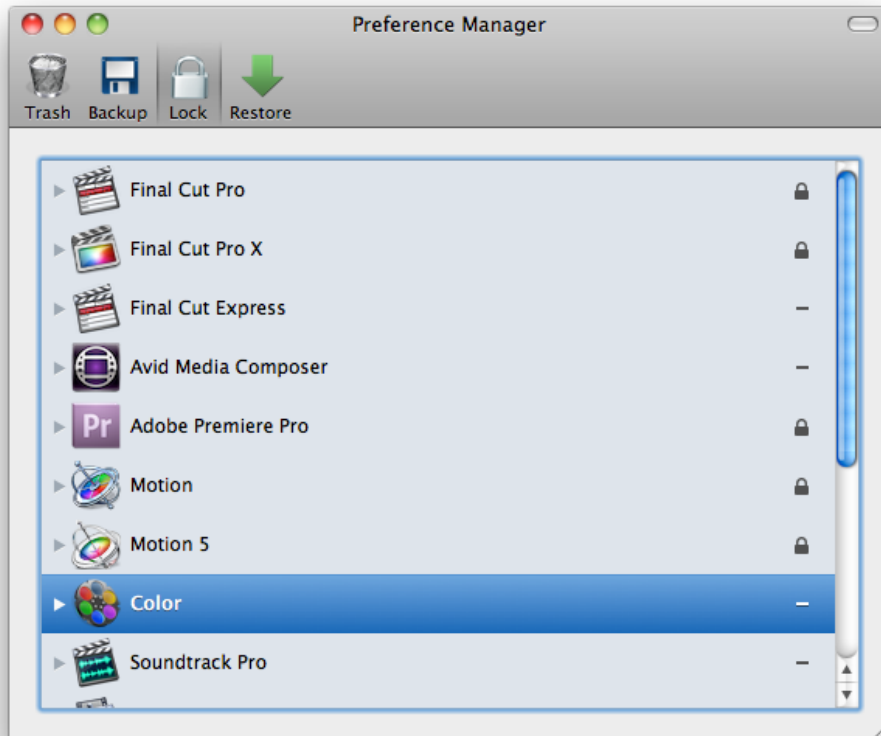 Preference Manager
Trash Backup Lock Restore
Final Cut Pro
Final Cut Pro X
Final Cut Express
Avid Media Composer
Pr Adobe Premiere Pro
Motion
Motion 5
Color
Soundtrack Pro